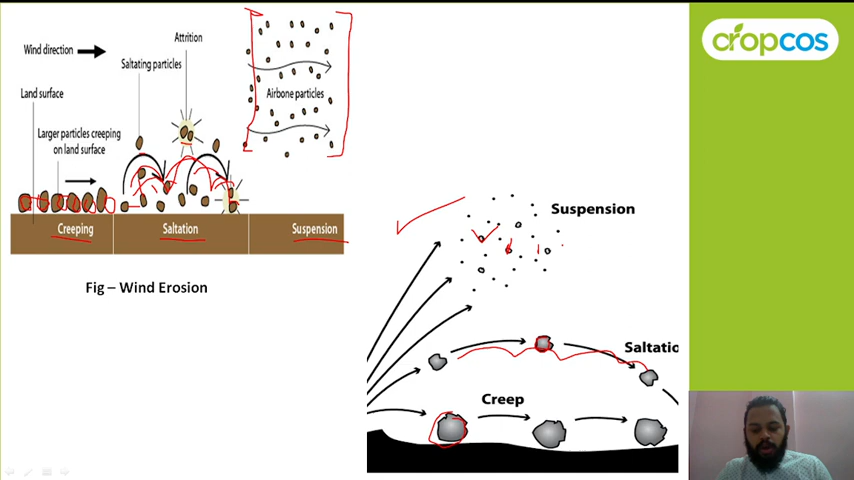 cropcos
Wind direction
Attrition
Saltating particles
Land surface
Airbone particles
Larger particles creeping
on land surface
Creeping
Saltation
Suspension
Fig – Wind Erosion
Suspension
Saltatio
Creep